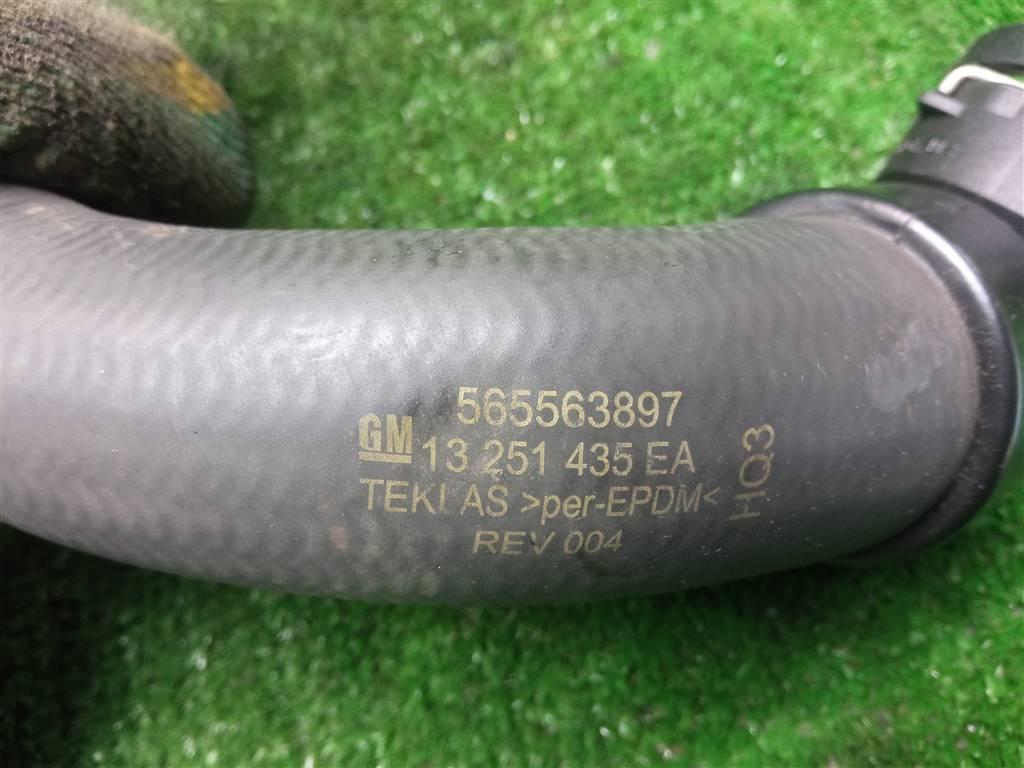 565563897
GM 13 251 435 EA
TEKLAS >per-EPDM<
REV 004
HQ3